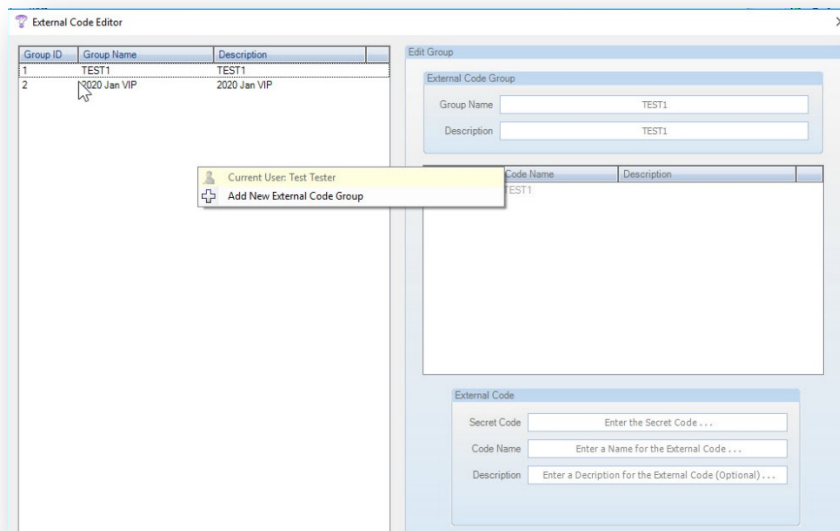 External Code Editor
Group ID Group Name Description
1 TEST1 TEST1
2 2020 Jan VIP 2020 Jan VIP
Current User: Test Tester
Add New External Code Group
Edit Group
External Code Group
Group Name TEST1
Description TEST1
Code Name Description
TEST1
External Code
Secret Code Enter the Secret Code . . .
Code Name Enter a Name for the External Code . . .
Description Enter a Decription for the External Code (Optional) . . .